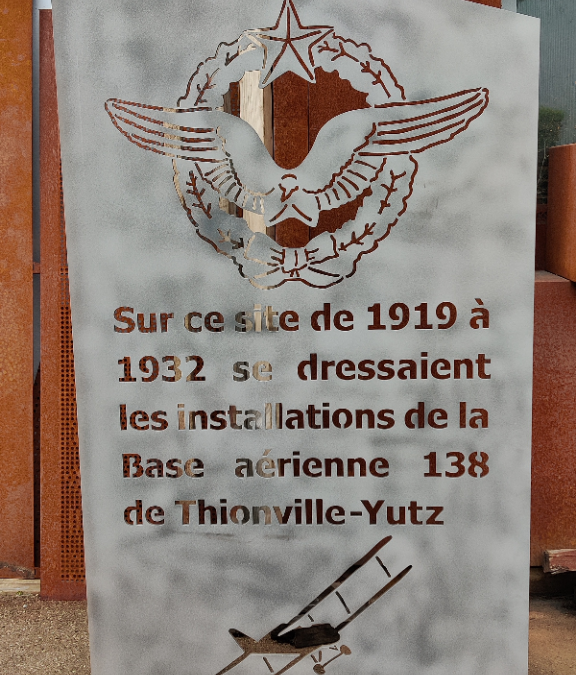 Sur ce site de 1919 à
1932 se dressaient
les installations de la
Base aérienne 138
de Thionville-Yutz